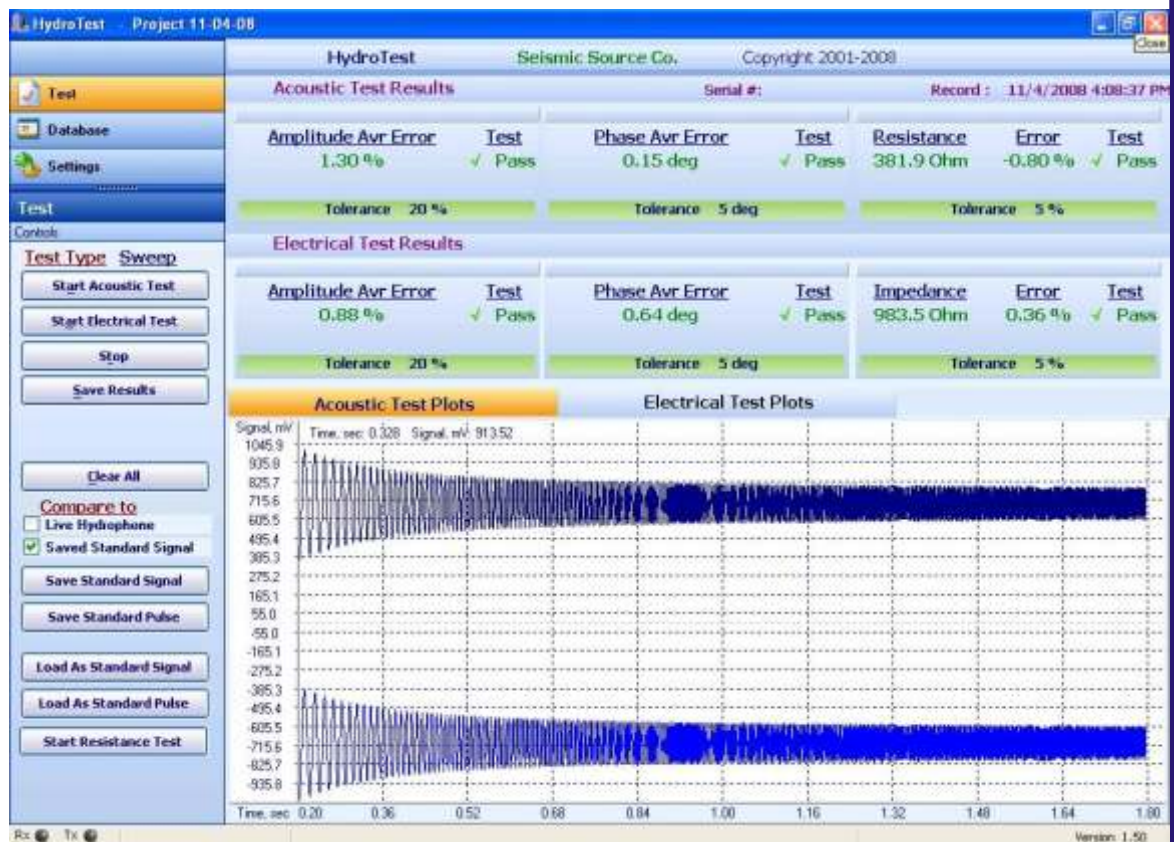 HydroTest - Project 11-04-08
Close
HydroTest Seismic Source Co. Copyright 2001-2008
Test
Database
Settings
Test
Controls
Test Type Sweep
Start Acoustic Test
Start Electrical Test
Stop
Save Results
Clear All
Compare to
Live Hydrophone
Saved Standard Signal
Save Standard Signal
Save Standard Pulse
Load As Standard Signal
Load As Standard Pulse
Start Resistance Test
Acoustic Test Results Serial #: Record : 11/4/2008 4:08:37 PM
Amplitude Avr Error Test Phase Avr Error Test Resistance Error Test
1.30 % √ Pass 0.15 deg √ Pass 381.9 Ohm -0.80 % √ Pass
Tolerance 20 % Tolerance 5 deg Tolerance 5 %
Electrical Test Results
Amplitude Avr Error Test Phase Avr Error Test Impedance Error Test
0.88 % √ Pass 0.64 deg √ Pass 983.5 Ohm 0.36 % √ Pass
Tolerance 20 % Tolerance 5 deg Tolerance 5 %
Acoustic Test Plots Electrical Test Plots
Signal, mV Time, sec: 0.328 Signal, mV: 913.52
1045.9
935.8
825.7
715.6
605.5
495.4
385.3
275.2
165.1
55.0
-55.0
-165.1
-275.2
-385.3
-495.4
-605.5
-715.6
-825.7
-935.8
Time, sec 0.20 0.36 0.52 0.68 0.84 1.00 1.16 1.32 1.48 1.64 1.80
Rx Tx Version: 1.50